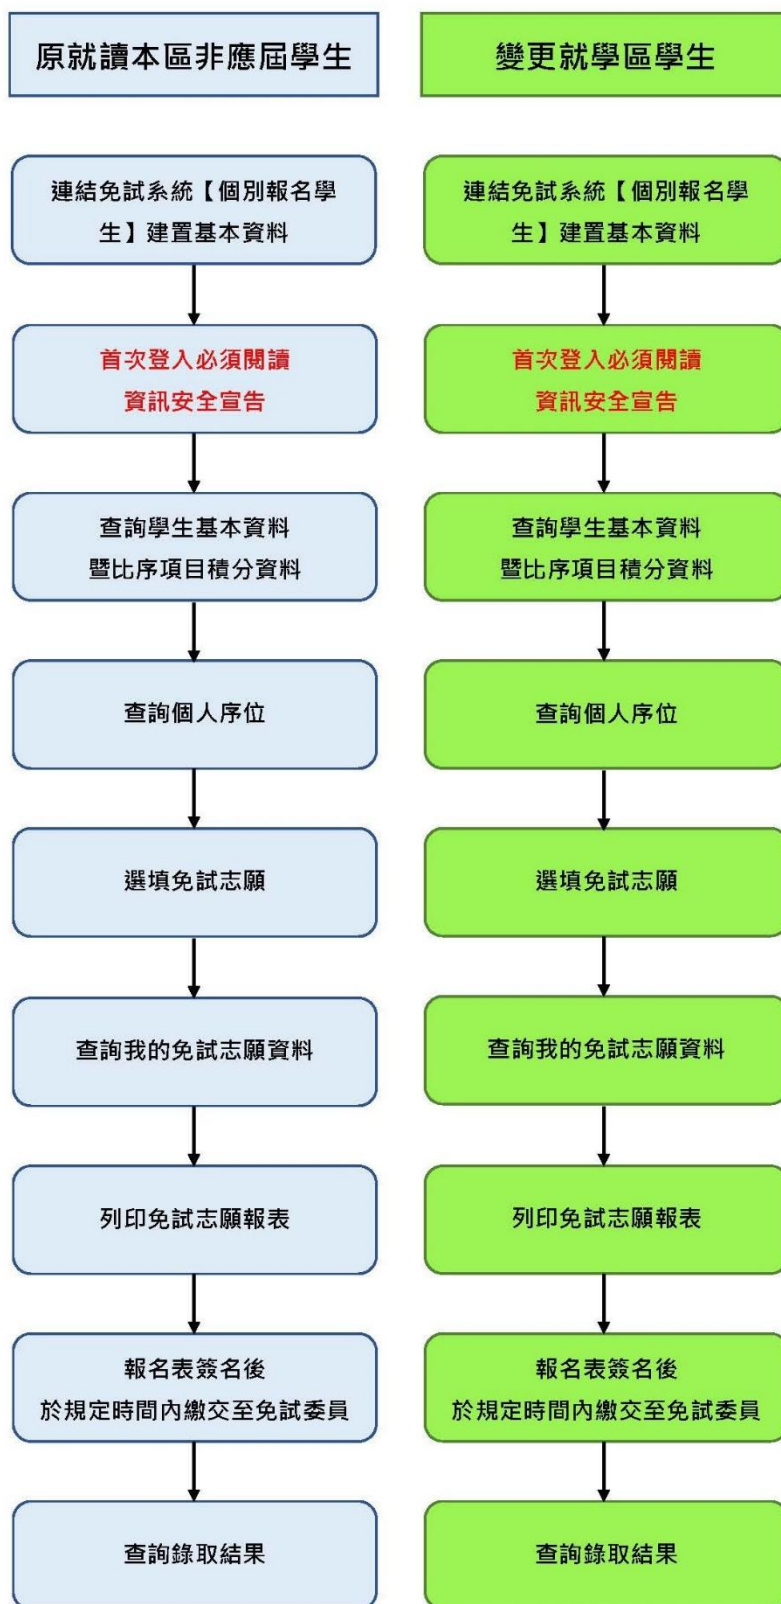 原就讀本區非應屆學生
連結免試系統【個別報名學
生】建置基本資料
首次登入必須閱讀
資訊安全宣告
查詢學生基本資料
暨比序項目積分資料
查詢個人序位
選填免試志願
查詢我的免試志願資料
列印免試志願報表
報名表簽名後
於規定時間內繳交至免試委員
查詢錄取結果
變更就學區學生
連結免試系統【個別報名學
生】建置基本資料
首次登入必須閱讀
資訊安全宣告
查詢學生基本資料
暨比序項目積分資料
查詢個人序位
選填免試志願
查詢我的免試志願資料
列印免試志願報表
報名表簽名後
於規定時間內繳交至免試委員
查詢錄取結果